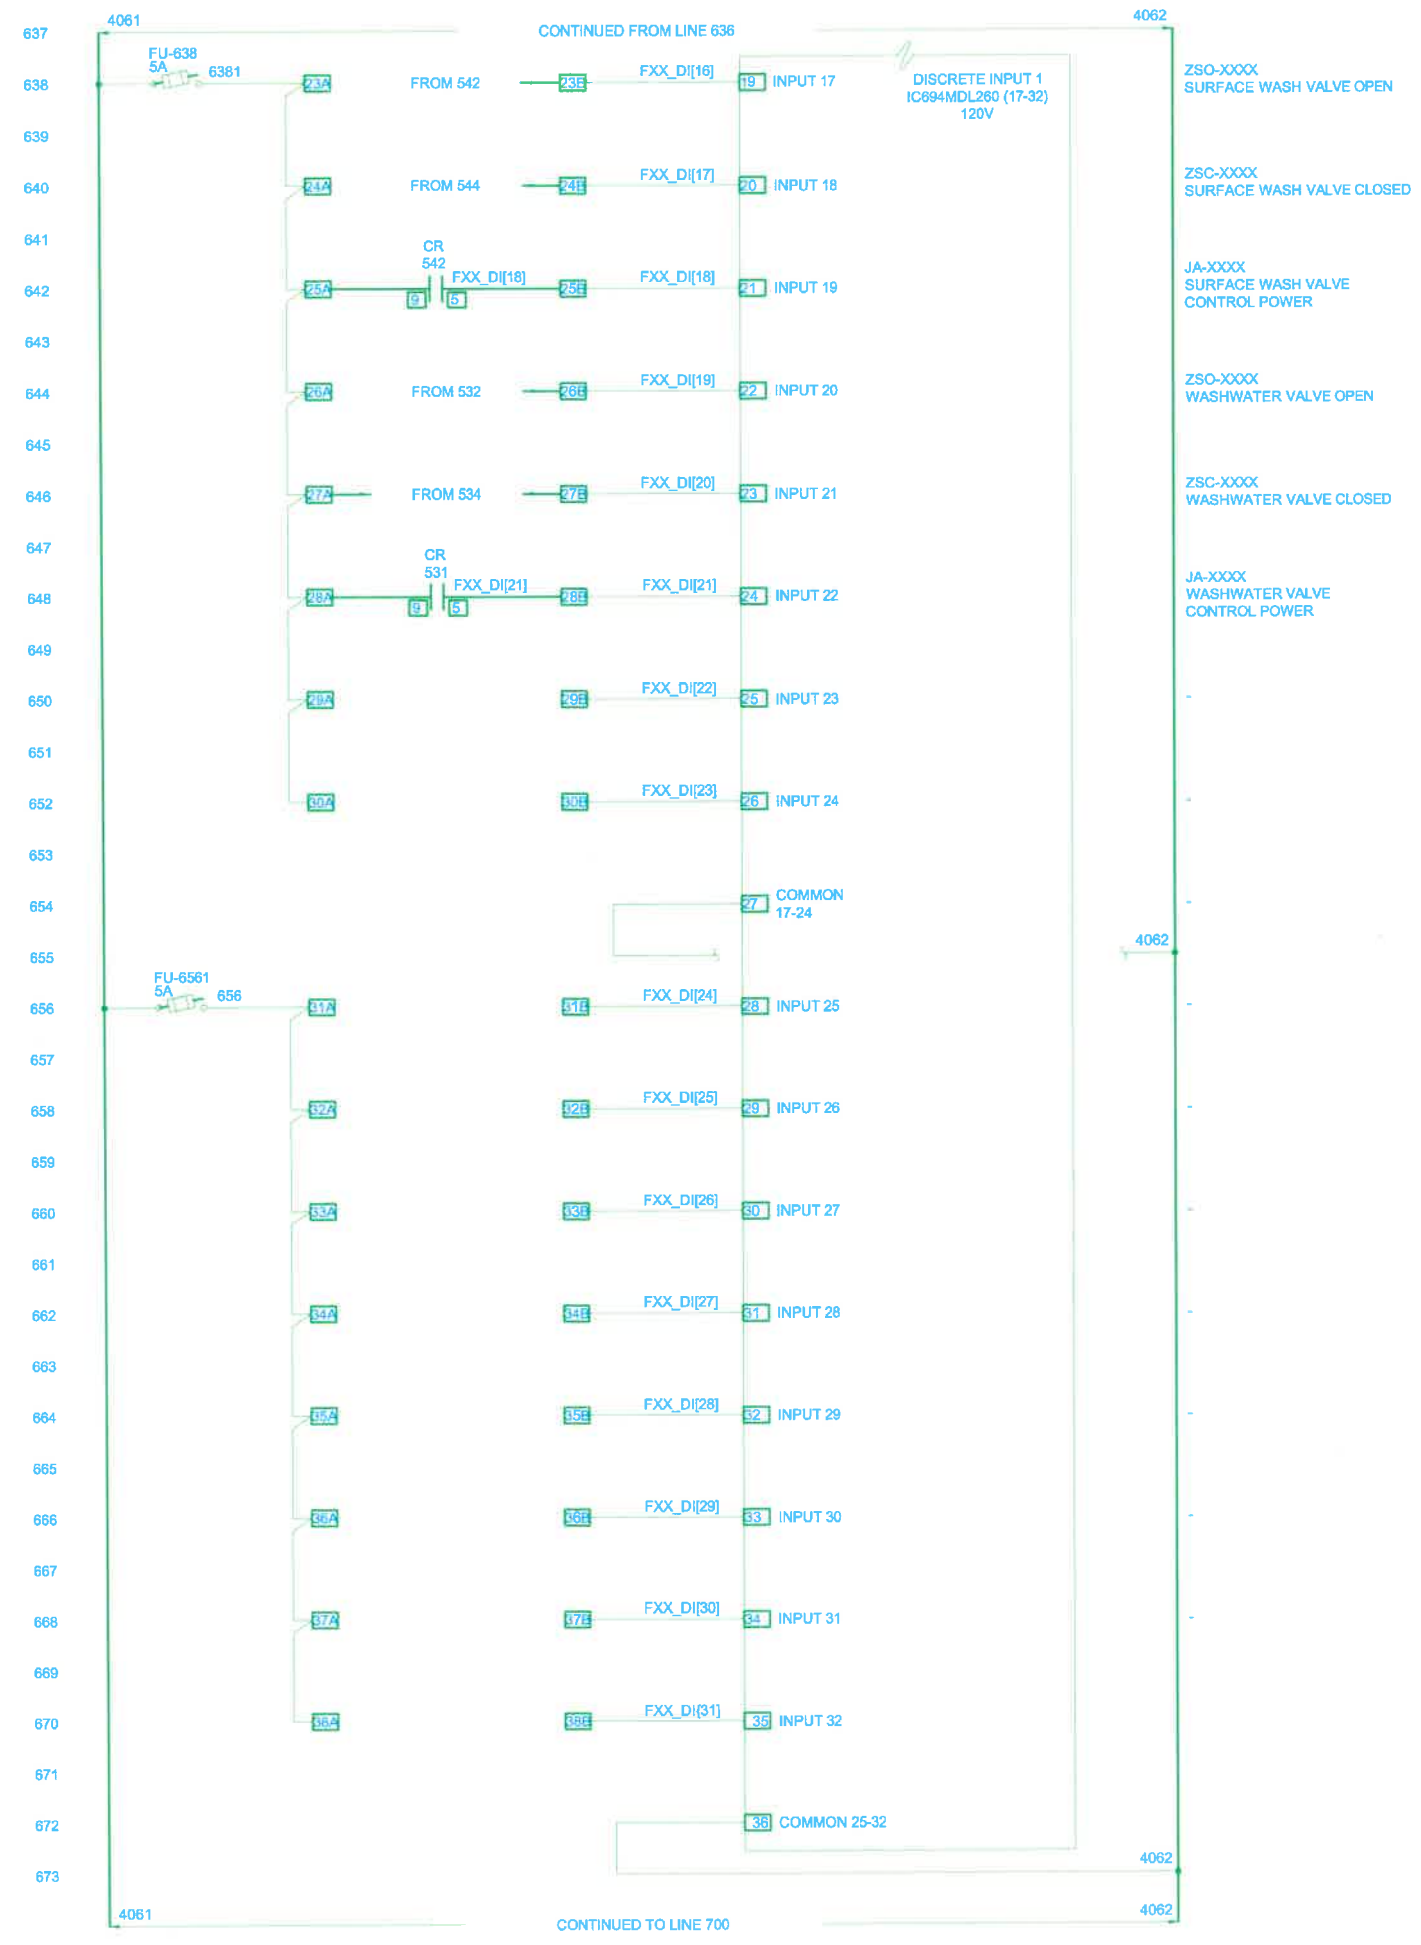 637
4061
CONTINUED FROM LINE 636
4062
638
FU-638
5A
6381
23A
FROM 542
23B
FXX_DI[16]
19
INPUT 17
DISCRETE INPUT 1
IC694MDL260 (17-32)
120V
ZSO-XXXX
SURFACE WASH VALVE OPEN
639
640
24A
FROM 544
24B
FXX_DI[17]
20
INPUT 18
ZSC-XXXX
SURFACE WASH VALVE CLOSED
641
642
25A
CR
542
9
5
FXX_DI[18]
25B
FXX_DI[18]
21
INPUT 19
JA-XXXX
SURFACE WASH VALVE
CONTROL POWER
643
644
26A
FROM 532
26B
FXX_DI[19]
22
INPUT 20
ZSO-XXXX
WASHWATER VALVE OPEN
645
646
27A
FROM 534
27B
FXX_DI[20]
23
INPUT 21
ZSC-XXXX
WASHWATER VALVE CLOSED
647
648
28A
CR
531
9
5
FXX_DI[21]
28B
FXX_DI[21]
24
INPUT 22
JA-XXXX
WASHWATER VALVE
CONTROL POWER
649
650
29A
29B
FXX_DI[22]
25
INPUT 23
-
651
652
30A
30B
FXX_DI[23]
26
INPUT 24
-
653
654
27
COMMON
17-24
-
655
4062
656
FU-6561
5A
656
31A
31B
FXX_DI[24]
28
INPUT 25
-
657
658
32A
32B
FXX_DI[25]
29
INPUT 26
-
659
660
33A
33B
FXX_DI[26]
30
INPUT 27
-
661
662
34A
34B
FXX_DI[27]
31
INPUT 28
-
663
664
35A
35B
FXX_DI[28]
32
INPUT 29
-
665
666
36A
36B
FXX_DI[29]
33
INPUT 30
-
667
668
37A
37B
FXX_DI[30]
34
INPUT 31
-
669
670
38A
38B
FXX_DI{31]
35
INPUT 32
671
672
36
COMMON 25-32
673
4062
4061
CONTINUED TO LINE 700
4062